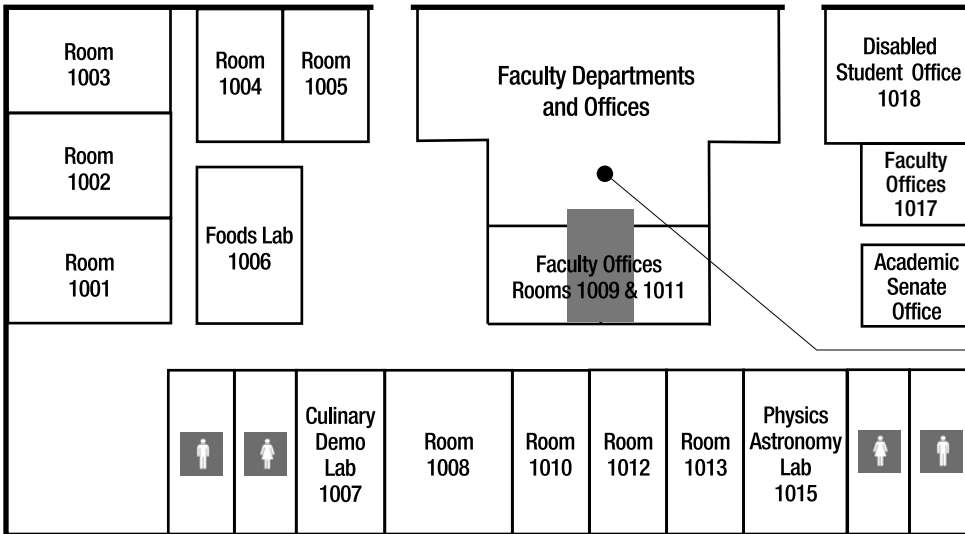 Room
1003
Room
1004
Room
1005
Faculty Departments
and Offices
Disabled
Student Office
1018
Room
1002
Faculty
Offices
1017
Foods Lab
1006
Room
1001
Faculty Offices
Rooms 1009 & 1011
Academic
Senate
Office
Culinary
Demo
Lab
1007
Room
1008
Room
1010
Room
1012
Room
1013
Physics
Astronomy
Lab
1015